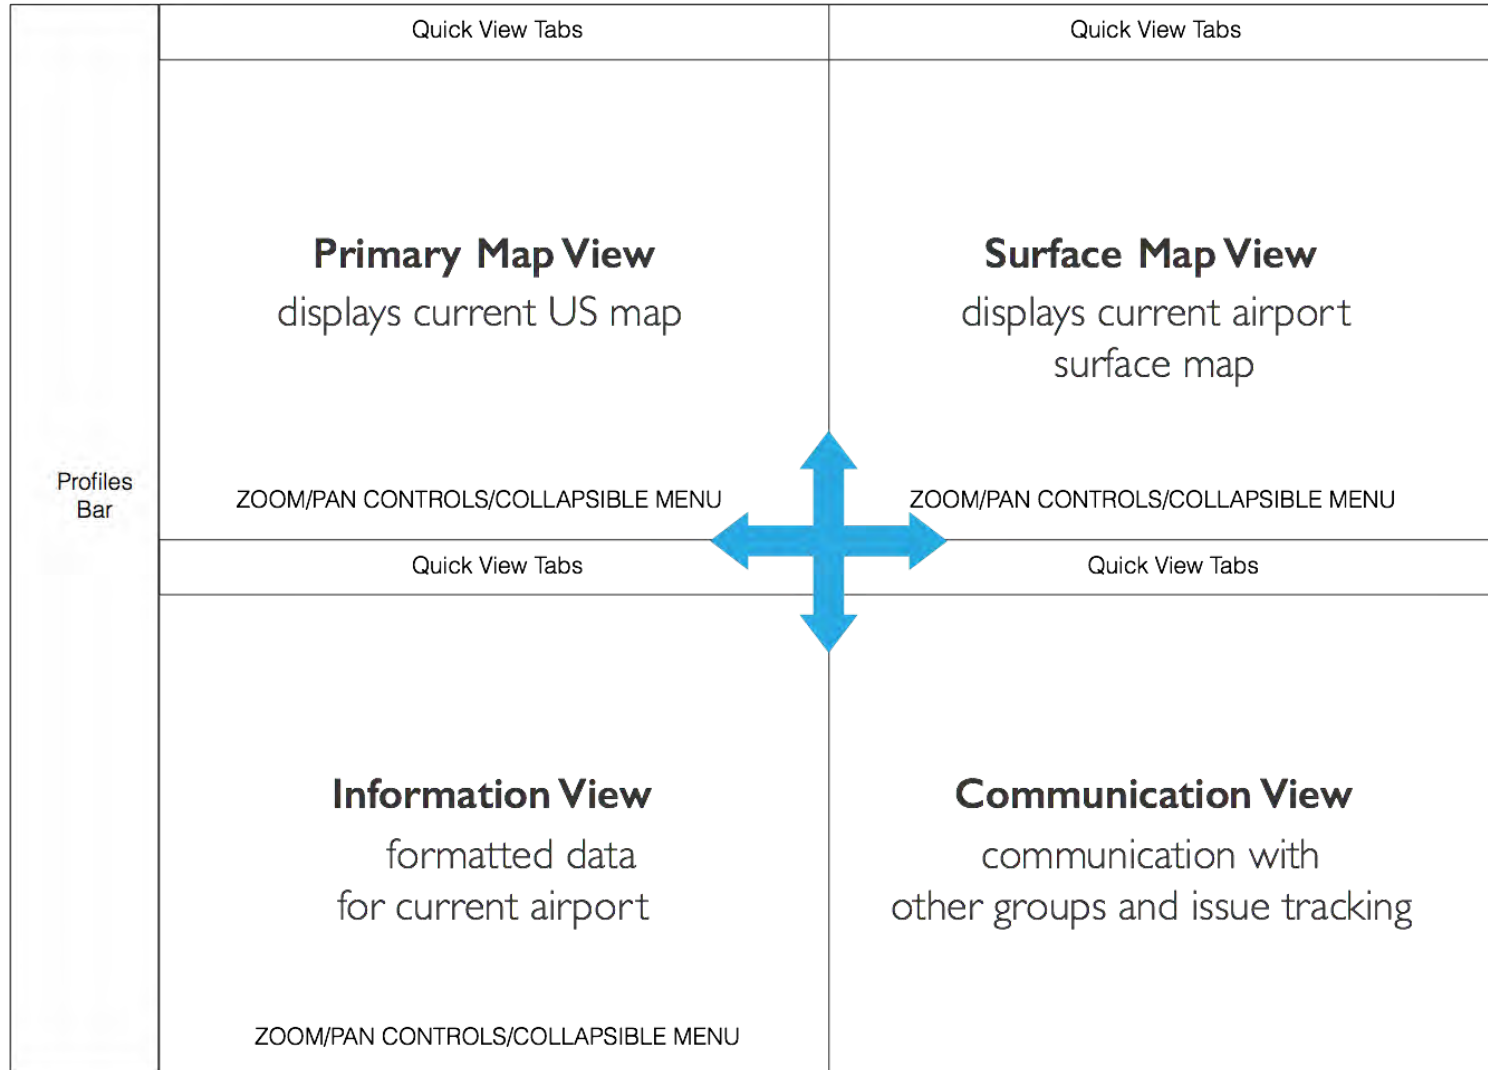 Quick View Tabs
Quick View Tabs
Primary Map View
displays current US map
Surface Map View
displays current airport
surface map
Profiles
Bar
ZOOM/PAN CONTROLS/COLLAPSIBLE MENU
ZOOM/PAN CONTROLS/COLLAPSIBLE MENU
Quick View Tabs
Quick View Tabs
Information View
formatted data
for current airport
Communication View
communication with
other groups and issue tracking
ZOOM/PAN CONTROLS/COLLAPSIBLE MENU